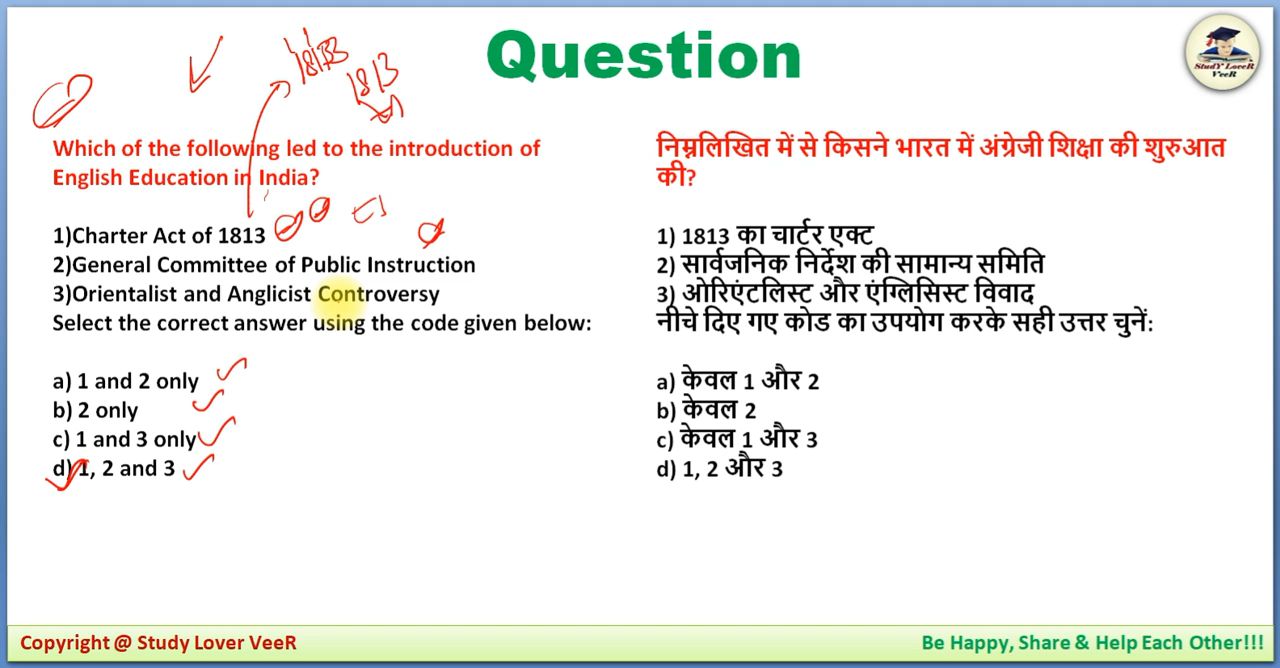 Question
StudY LoveR
VeeR
1833
1813
Which of the following led to the introduction of
English Education in India?
1)Charter Act of 1813
2)General Committee of Public Instruction
3)Orientalist and Anglicist Controversy
Select the correct answer using the code given below:
a) 1 and 2 only
b) 2 only
c) 1 and 3 only
d) 1, 2 and 3
निम्नलिखित में से किसने भारत में अंग्रेजी शिक्षा की शुरुआत
की?
1) 1813 का चार्टर एक्ट
2) सार्वजनिक निर्देश की सामान्य समिति
3) ओरिएंटलिस्ट और एंग्लिसिस्ट विवाद
नीचे दिए गए कोड का उपयोग करके सही उत्तर चुनें:
a) केवल 1 और 2
b) केवल 2
c) केवल 1 और 3
d) 1, 2 और 3
Copyright @ Study Lover VeeR
Be Happy, Share & Help Each Other!!!